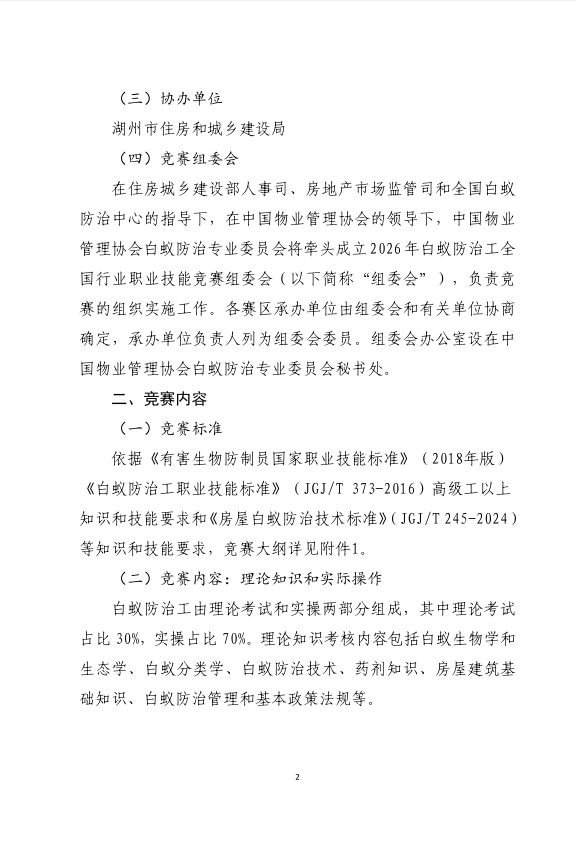 （三）协办单位
湖州市住房和城乡建设局
（四）竞赛组委会
在住房城乡建设部人事司、房地产市场监管司和全国白蚁
防治中心的指导下，在中国物业管理协会的领导下，中国物业
管理协会白蚁防治专业委员会将牵头成立2026年白蚁防治工全
国行业职业技能竞赛组委会（以下简称“组委会”），负责竞
赛的组织实施工作。各赛区承办单位由组委会和有关单位协商
确定，承办单位负责人列为组委会委员。组委会办公室设在中
国物业管理协会白蚁防治专业委员会秘书处。
二、竞赛内容
（一）竞赛标准
依据《有害生物防制员国家职业技能标准》（2018年版）
《白蚁防治工职业技能标准》（JGJ/T 373-2016）高级工以上
知识和技能要求和《房屋白蚁防治技术标准》（JGJ/T 245-2024）
等知识和技能要求，竞赛大纲详见附件1。
（二）竞赛内容：理论知识和实际操作
白蚁防治工由理论考试和实操两部分组成，其中理论考试
占比 30%，实操占比 70%。理论知识考核内容包括白蚁生物学和
生态学、白蚁分类学、白蚁防治技术、药剂知识、房屋建筑基
础知识、白蚁防治管理和基本政策法规等。
2